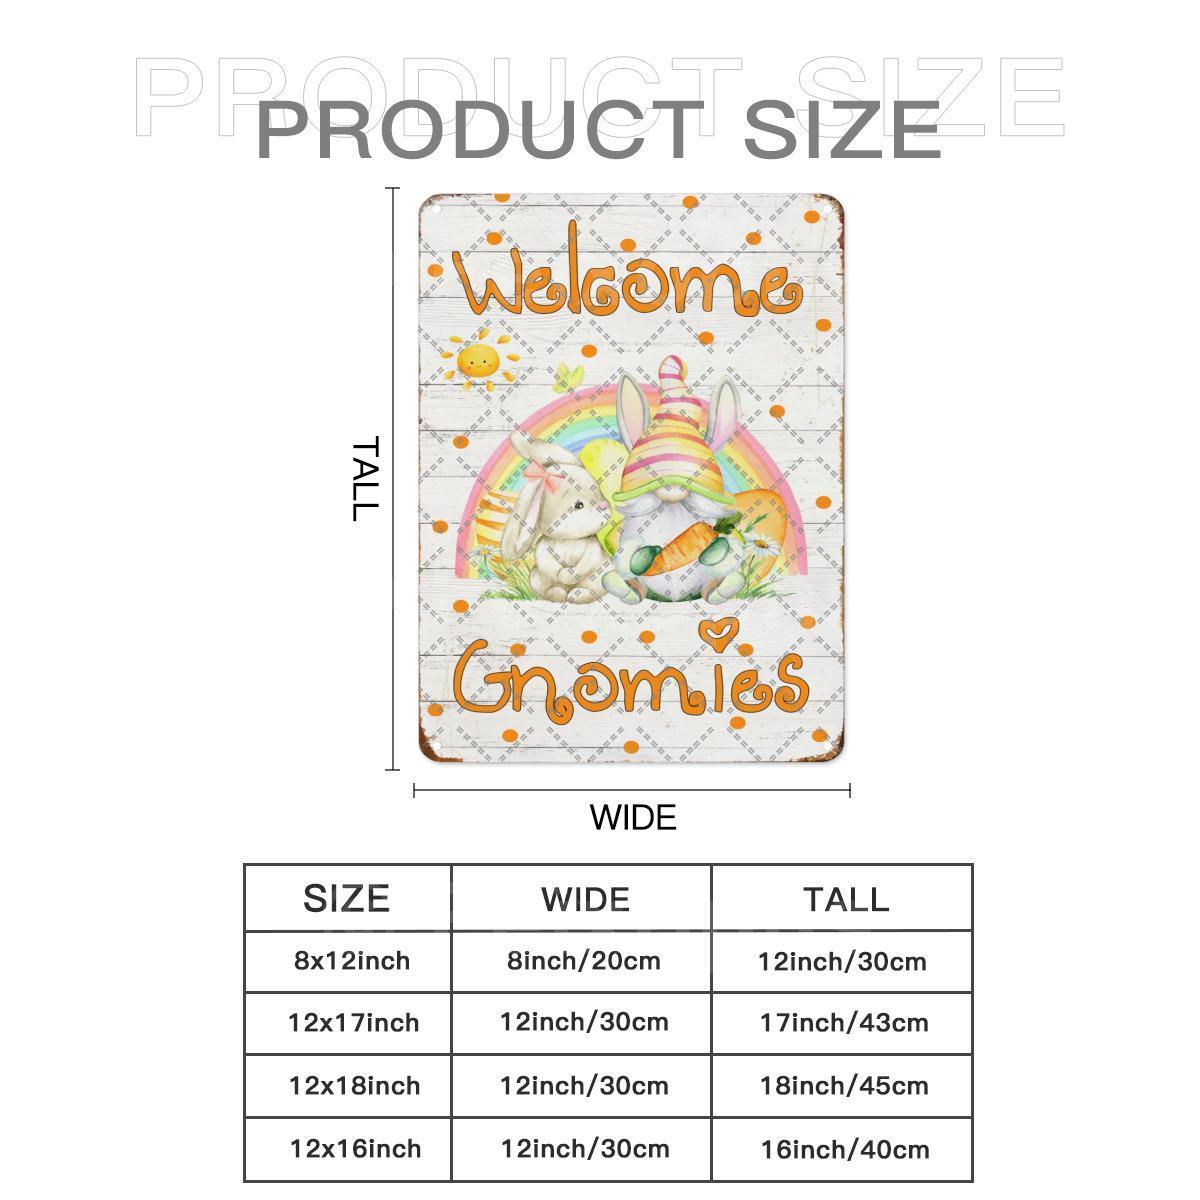 PRODUCT SIZE
PRODUCT SIZE
Welcome
TALL
Gnomies
WIDE
SIZE WIDE TALL
8x12inch 8inch/20cm 12inch/30cm
12x17inch 12inch/30cm 17inch/43cm
12x18inch 12inch/30cm 18inch/45cm
12x16inch 12inch/30cm 16inch/40cm